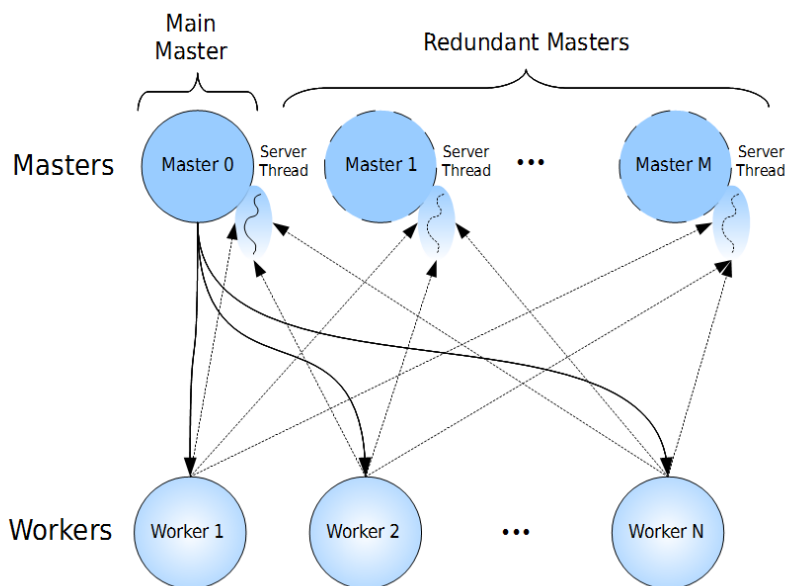 Main
Master
Redundant Masters
Masters
Master 0
Server
Thread
Master 1
Server
Thread
•••
Master M
Server
Thread
Workers
Worker 1
Worker 2
•••
Worker N